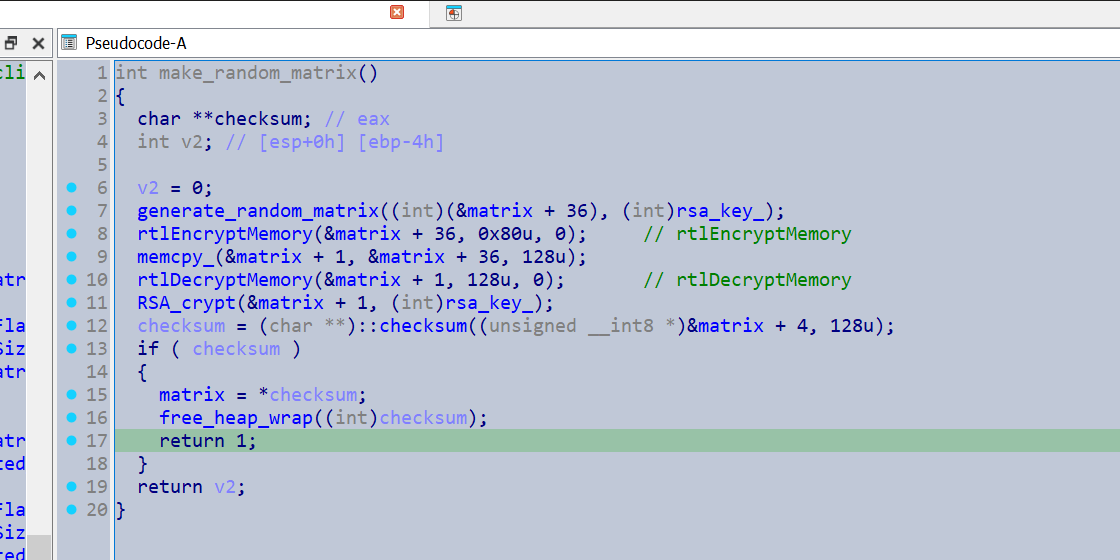 Pseudocode-A
cli
1 int make_random_matrix()
2 {
3 char **checksum; // eax
4 int v2; // [esp+0h] [ebp-4h]
5
6 v2 = 0;
7 generate_random_matrix((int)(&matrix + 36), (int)rsa_key_);
8 rtlEncryptMemory(&matrix + 36, 0x80u, 0); // rtlEncryptMemory
9 memcpy_(&matrix + 1, &matrix + 36, 128u);
atr
10 rtlDecryptMemory(&matrix + 1, 128u, 0); // rtlDecryptMemory
11 RSA_crypt(&matrix + 1, (int)rsa_key_);
Fla
12 checksum = (char **)::checksum((unsigned __int8 *)&matrix + 4, 128u);
Siz
13 if ( checksum )
atr
14 {
15 matrix = *checksum;
16 free_heap_wrap((int)checksum);
atr
17 return 1;
ted
18 }
19 return v2;
Fla
20 }
Siz
ted